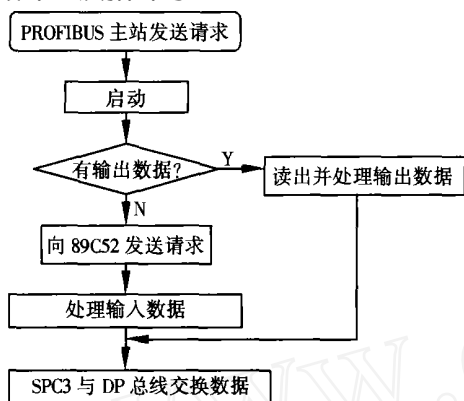 PROFIBUS 主站发送请求
启动
有输出数据?
Y
读出并处理输出数据
N
向 89C52 发送请求
处理输入数据
SPC3 与 DP 总线交换数据